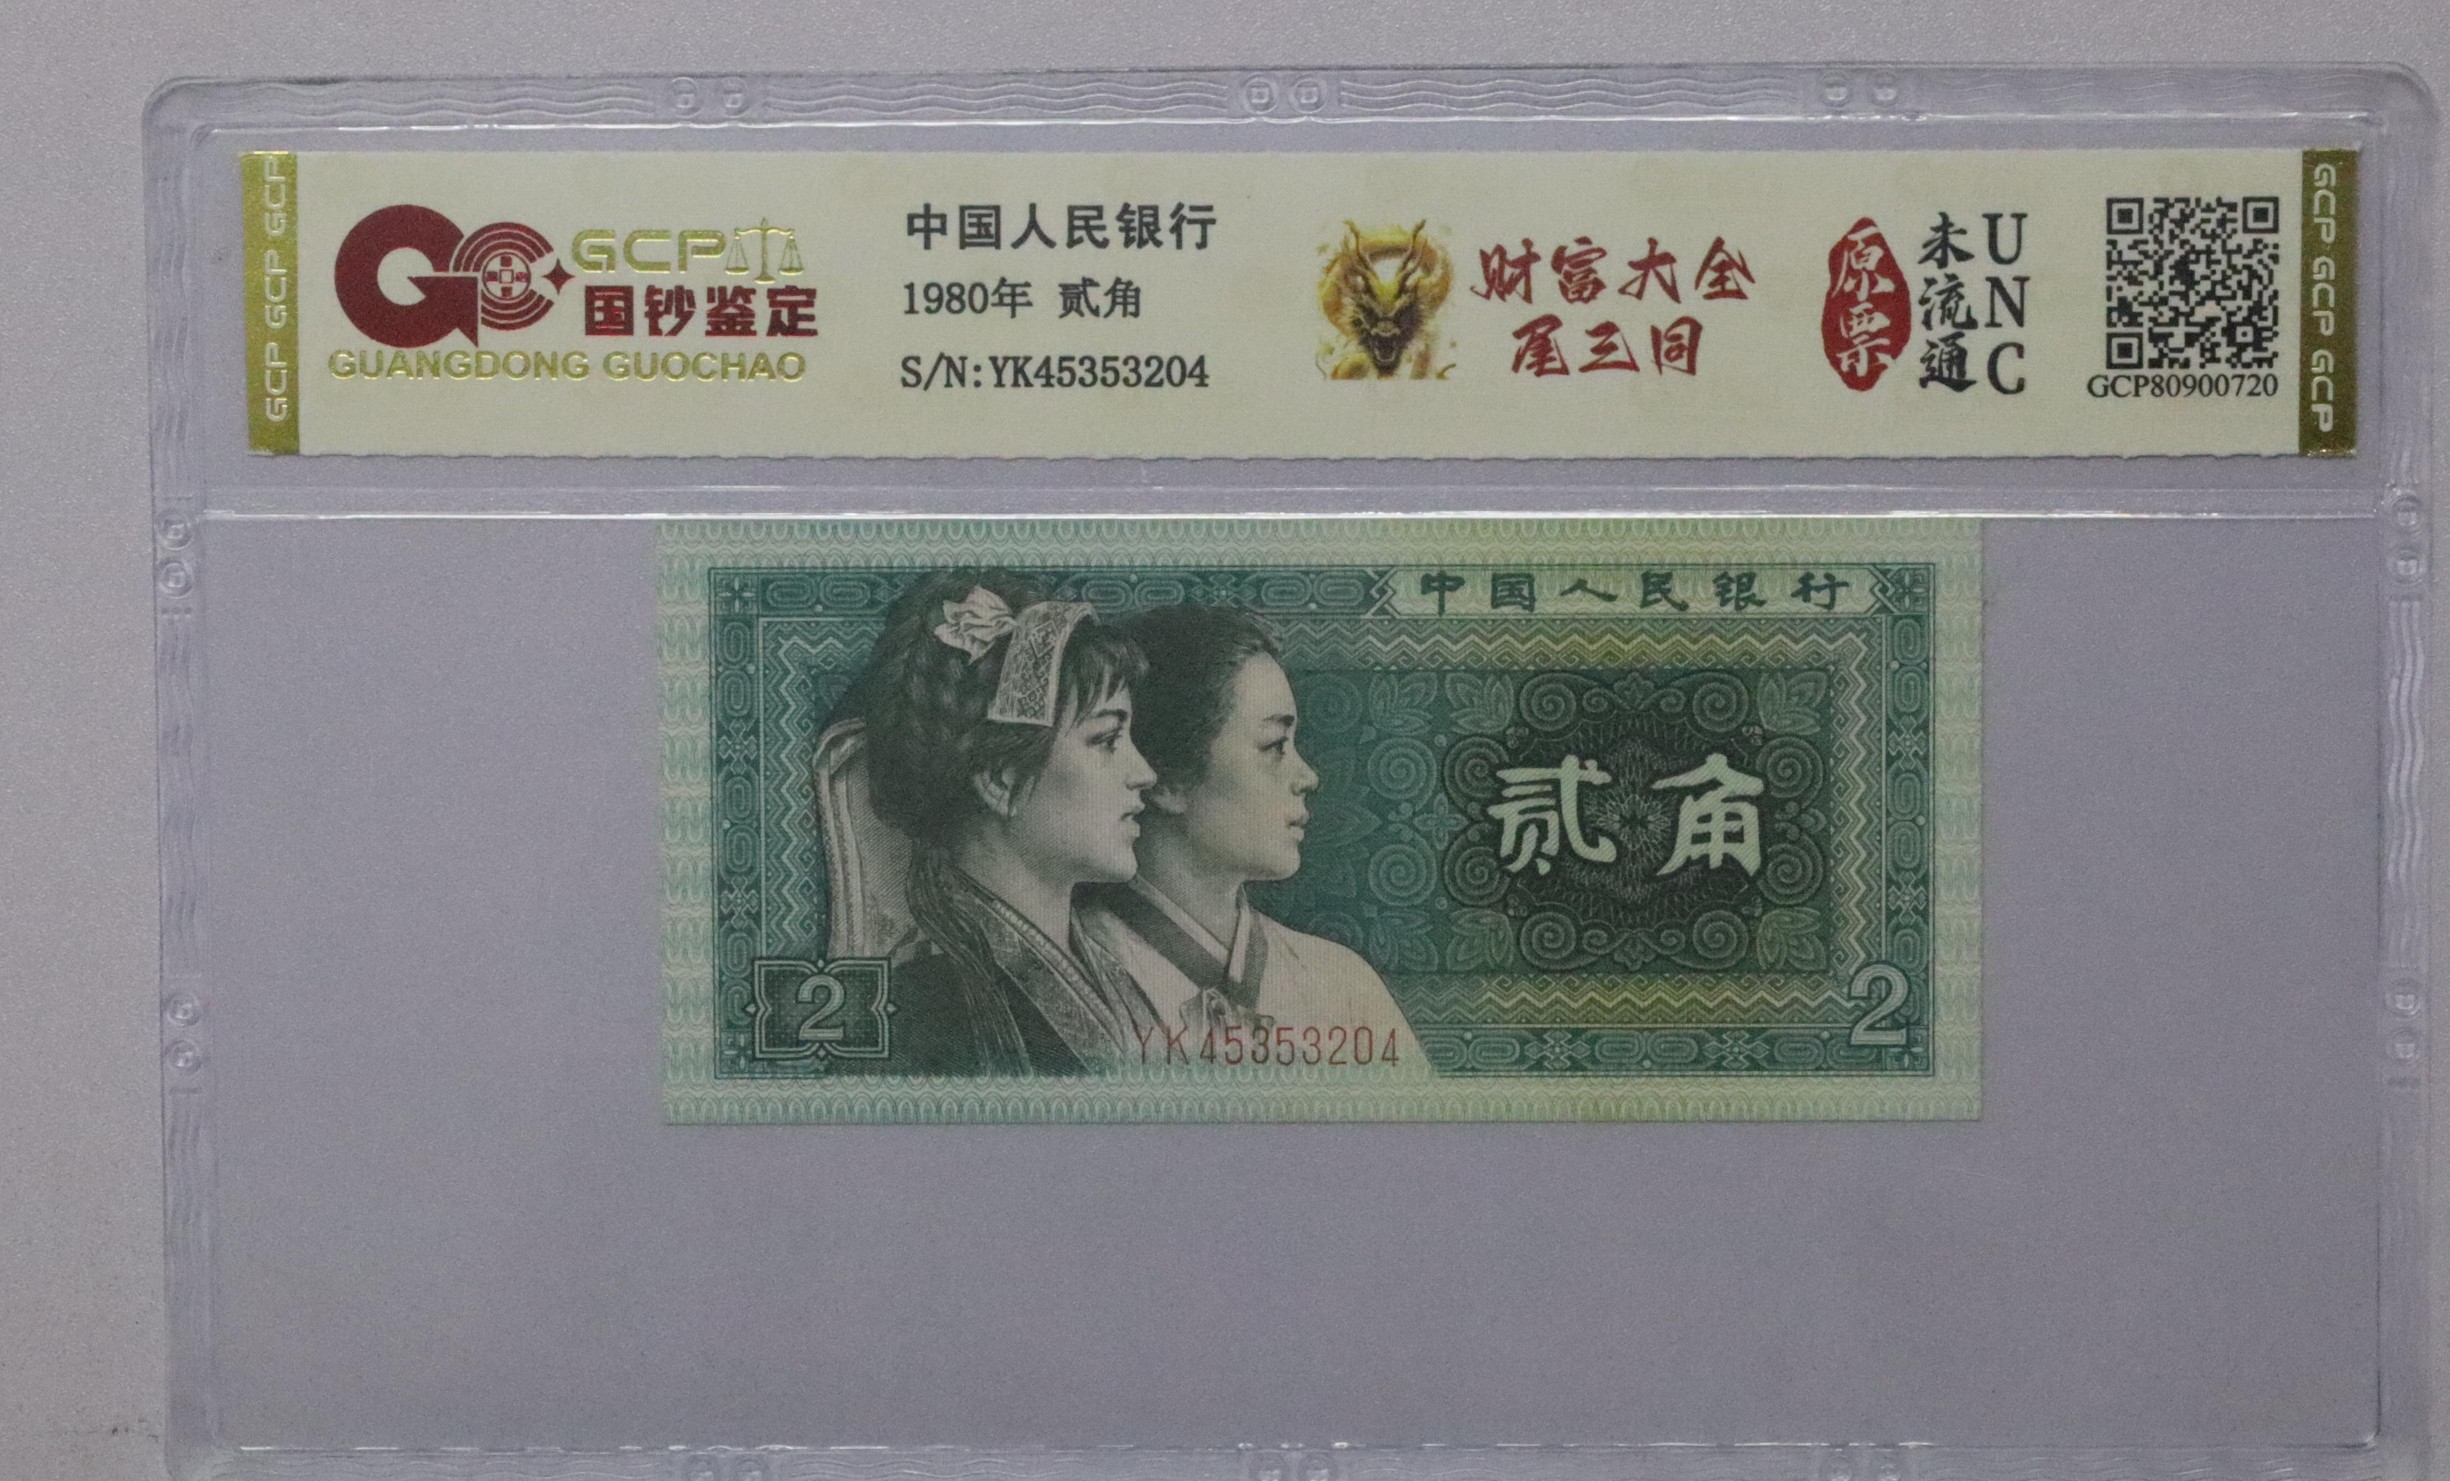 GCP GCP GCP
GCP
国钞鉴定
GUANGDONG GUOCHAO
中国人民银行
1980年 贰角
S/N:YK45353204
财富大全
尾三同
原票
未流通
UNC
GCP80900720
GCP GCP GCP
中国人民银行
贰角
2
YK45353204
2